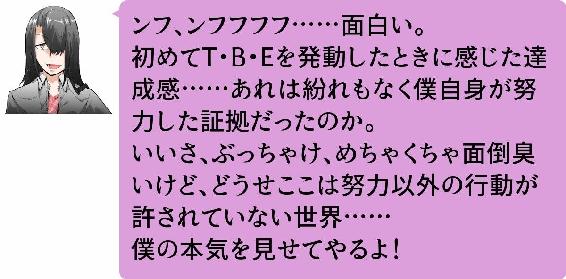 ンフ、ンフフフフ……面白い。
初めてT・B・Eを発動したときに感じた達
成感……あれは紛れもなく僕自身が努
力した証拠だったのか。
いいさ、ぶっちゃけ、めちゃくちゃ面倒臭
いけど、どうせここは努力以外の行動が
許されていない世界……
僕の本気を見せてやるよ！